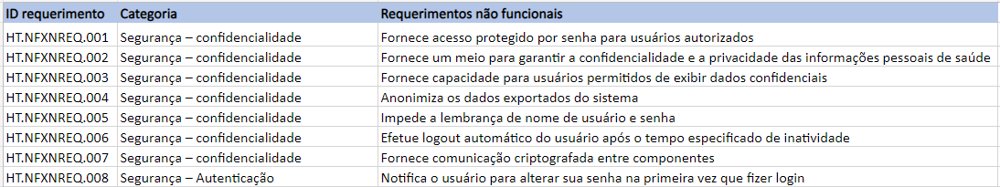 ID requerimento Categoria Requerimentos não funcionais
HT.NFXNREQ.001 Segurança – confidencialidade Fornece acesso protegido por senha para usuários autorizados
HT.NFXNREQ.002 Segurança – confidencialidade Fornece um meio para garantir a confidencialidade e a privacidade das informações pessoais de saúde
HT.NFXNREQ.003 Segurança – confidencialidade Fornece capacidade para usuários permitidos de exibir dados confidenciais
HT.NFXNREQ.004 Segurança – confidencialidade Anonimiza os dados exportados do sistema
HT.NFXNREQ.005 Segurança – confidencialidade Impede a lembrança de nome de usuário e senha
HT.NFXNREQ.006 Segurança – confidencialidade Efetue logout automático do usuário após o tempo especificado de inatividade
HT.NFXNREQ.007 Segurança – confidencialidade Fornece comunicação criptografada entre componentes
HT.NFXNREQ.008 Segurança – Autenticação Notifica o usuário para alterar sua senha na primeira vez que fizer login